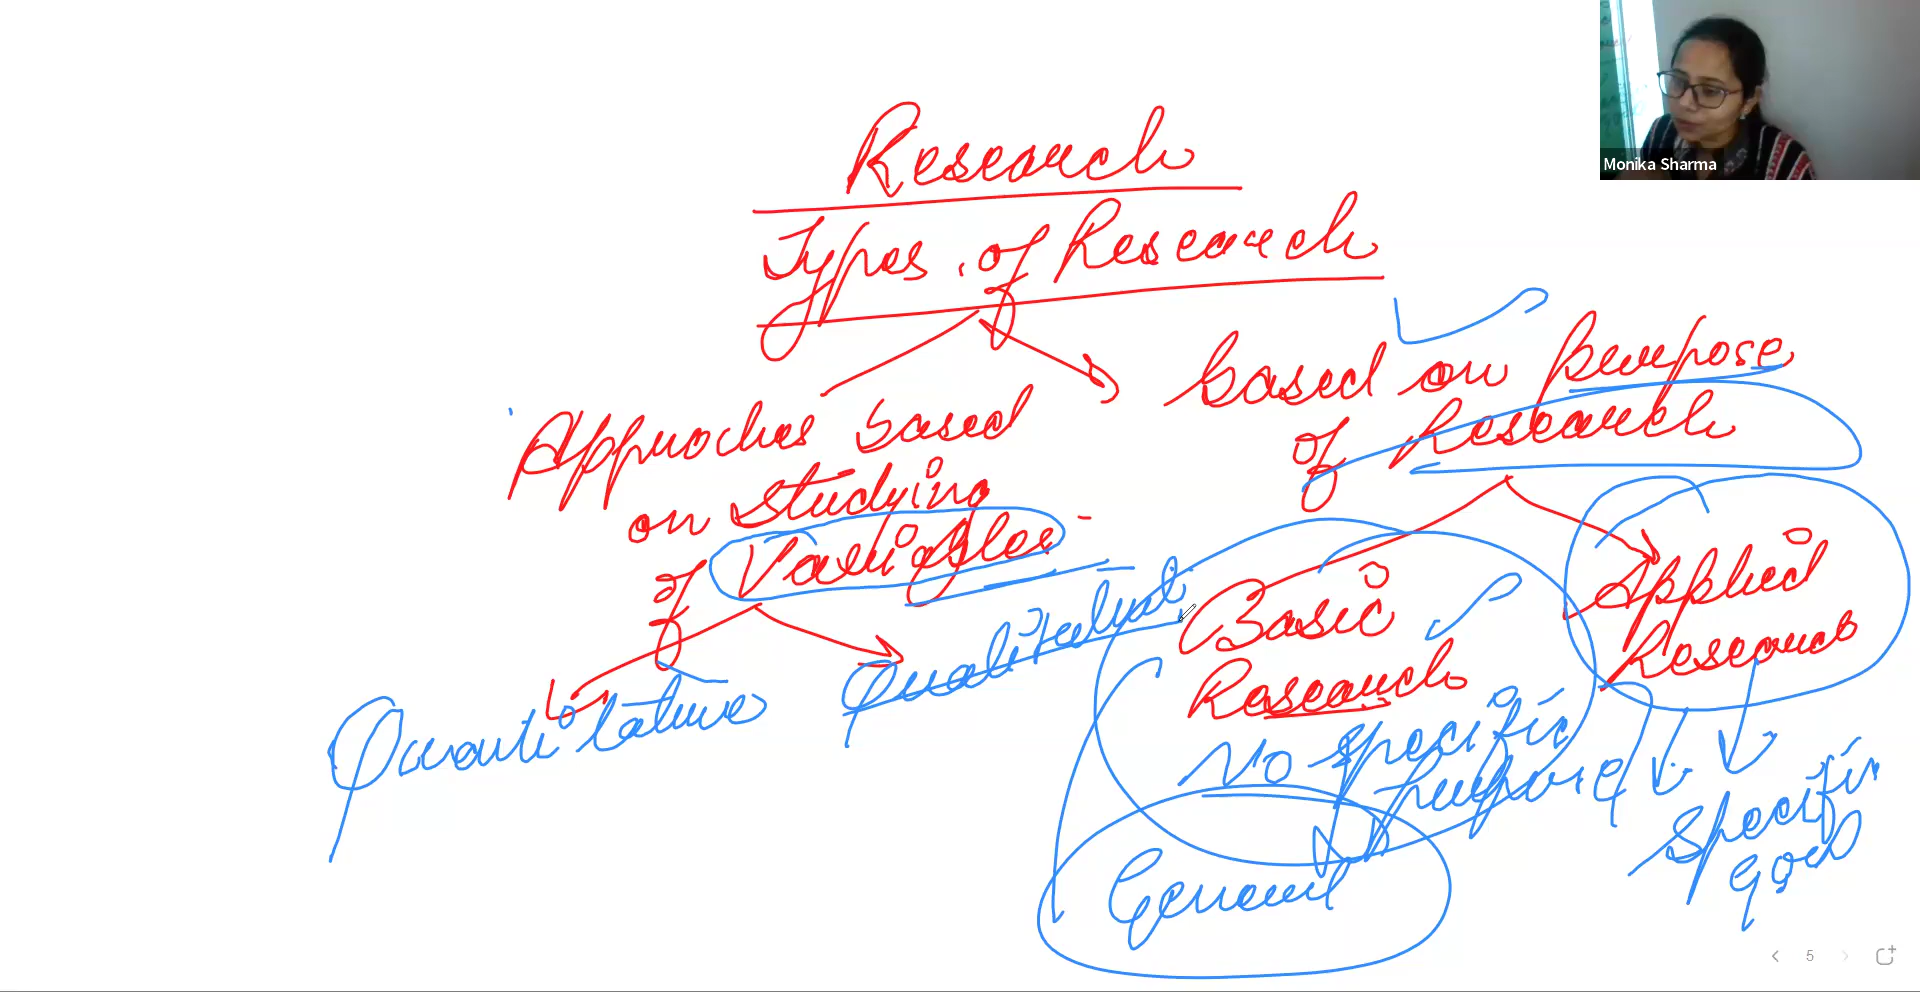 Monika Sharma
Research
Types of Research
Approches based
on studying
of Variables
based on Purpose
of Research
Quantitative
Qualitative
Basic
Research
No specific
purpose
General
Applied
Research
specific
goal
5